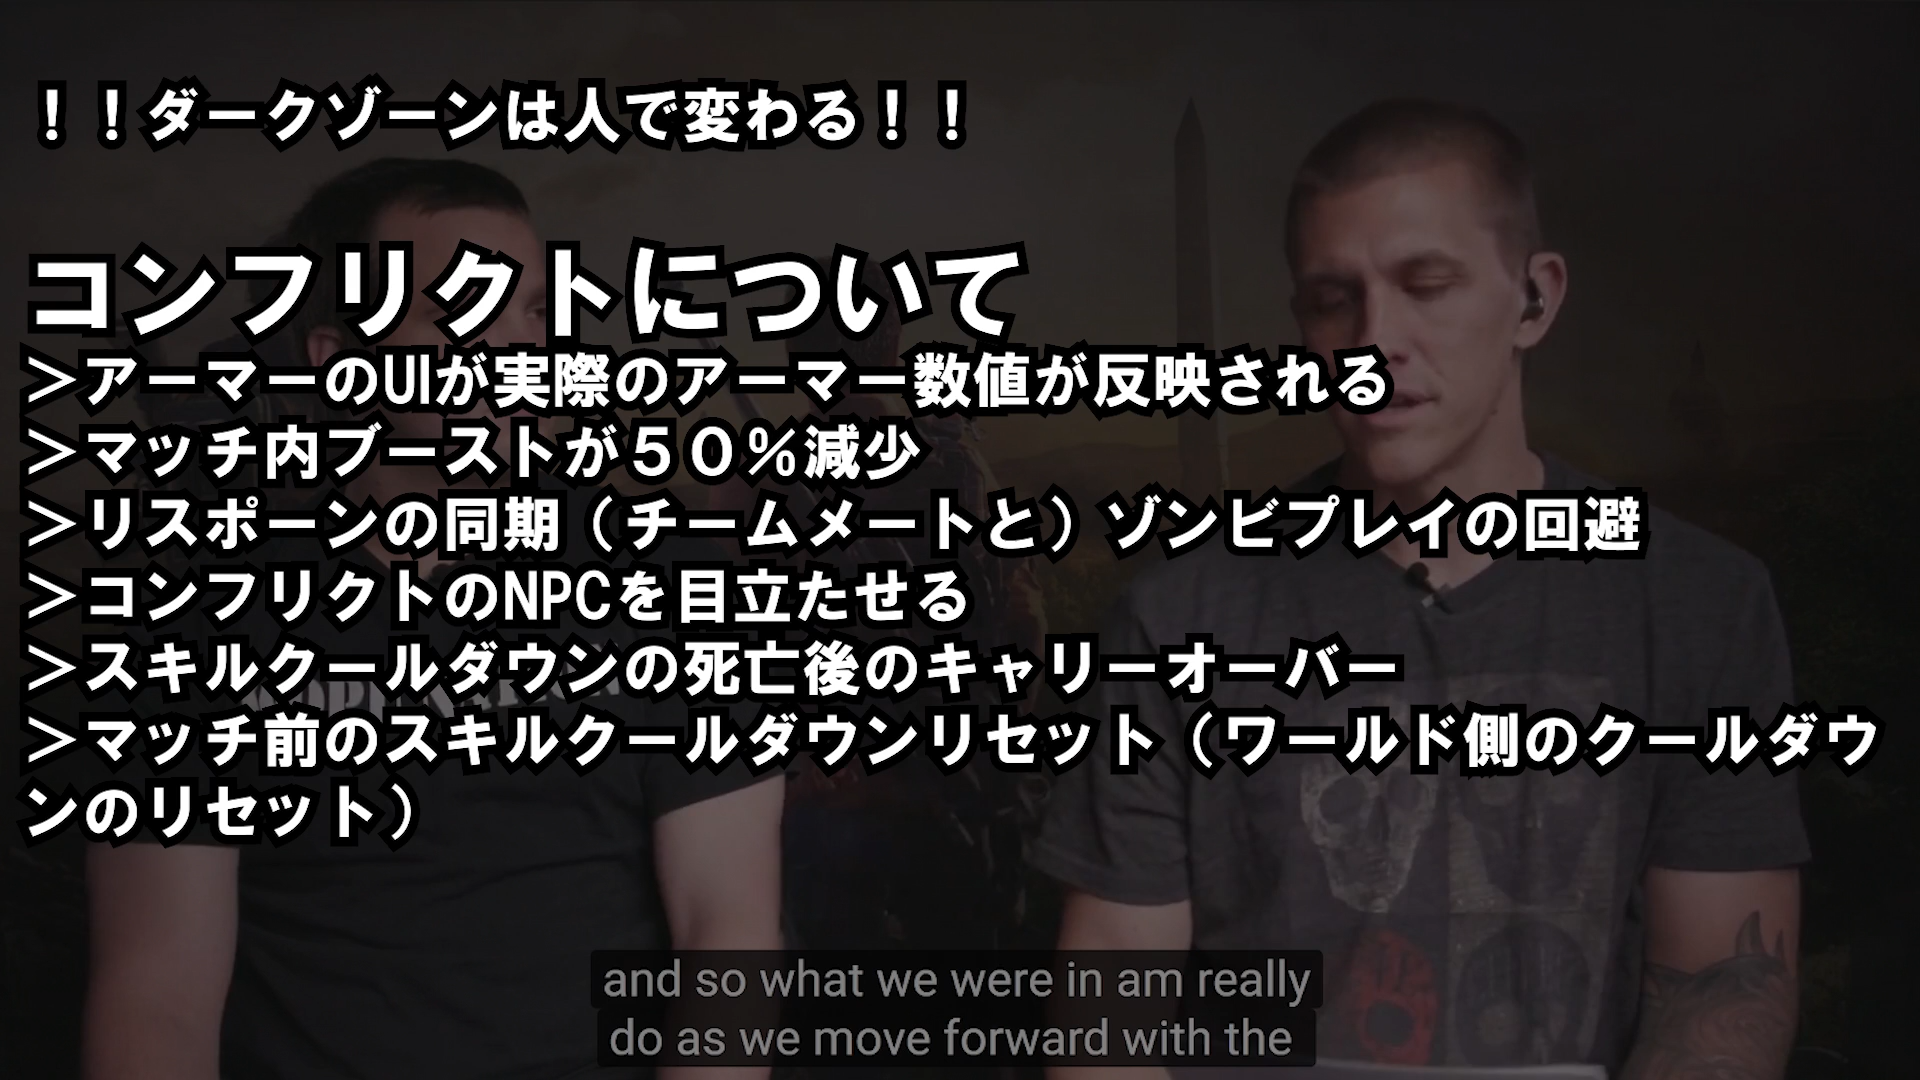 ！！ダークゾーンは人で変わる！！
コンフリクトについて
＞アーマーのUIが実際のアーマー数値が反映される
＞マッチ内ブーストが５０％減少
＞リスポーンの同期（チームメートと）ゾンビプレイの回避
＞コンフリクトのNPCを目立たせる
＞スキルクールダウンの死亡後のキャリーオーバー
＞マッチ前のスキルクールダウンリセット（ワールド側のクールダウ
ンのリセット）
and so what we were in am really
do as we move forward with the